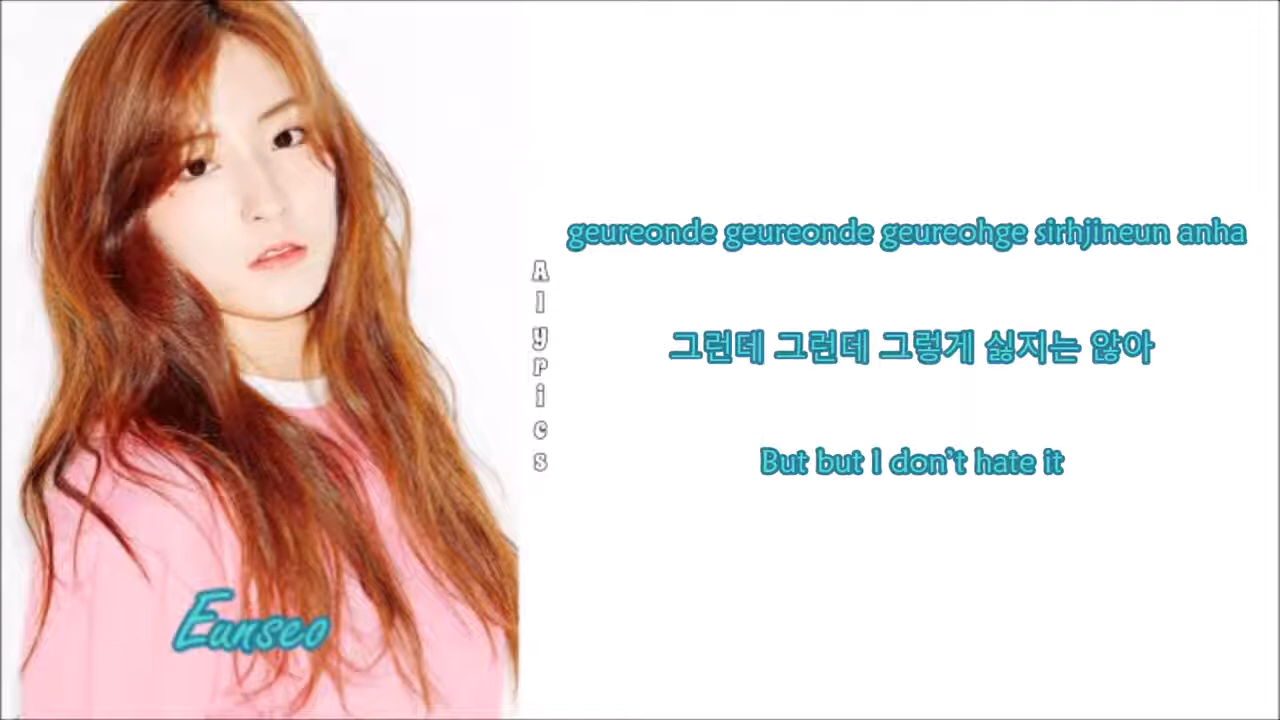 geureonde geureonde geureohge sirhjineun anha
그런데 그런데 그렇게 싫지는 않아
But but I don't hate it
Alyrics
Eunseo